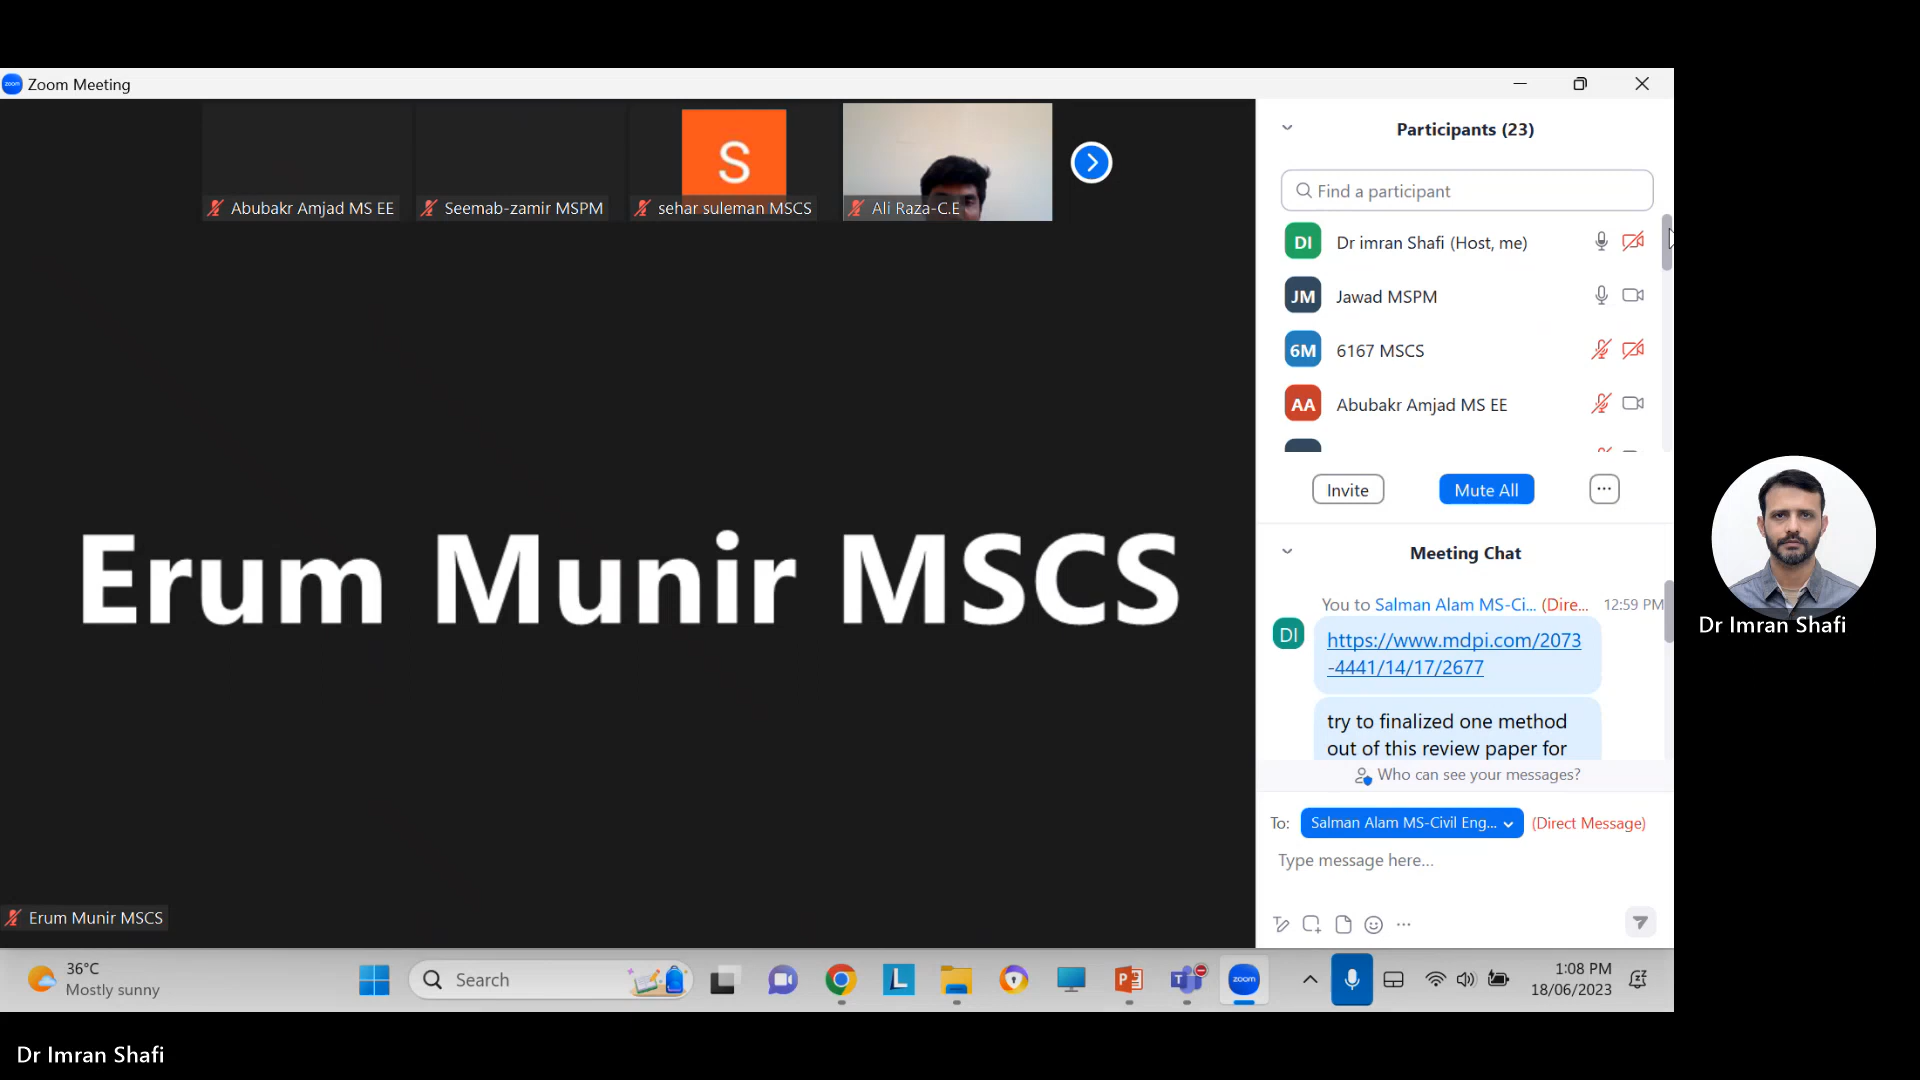 zoom Zoom Meeting
Abubakr Amjad MS EE
Seemab-zamir MSPM
S
sehar suleman MSCS
Ali Raza-C.E
Erum Munir MSCS
Erum Munir MSCS
Participants (23)
Find a participant
DI Dr imran Shafi (Host, me)
JM Jawad MSPM
6M 6167 MSCS
AA Abubakr Amjad MS EE
Invite Mute All ...
Meeting Chat
You to Salman Alam MS-Ci... (Dire... 12:59 PM
DI
https://www.mdpi.com/2073
-4441/14/17/2677
try to finalized one method
out of this review paper for
Who can see your messages?
To: Salman Alam MS-Civil Eng... (Direct Message)
Type message here...
Dr Imran Shafi
36°C
Mostly sunny
Search
L
P
T
zoom
1:08 PM
18/06/2023
Dr Imran Shafi